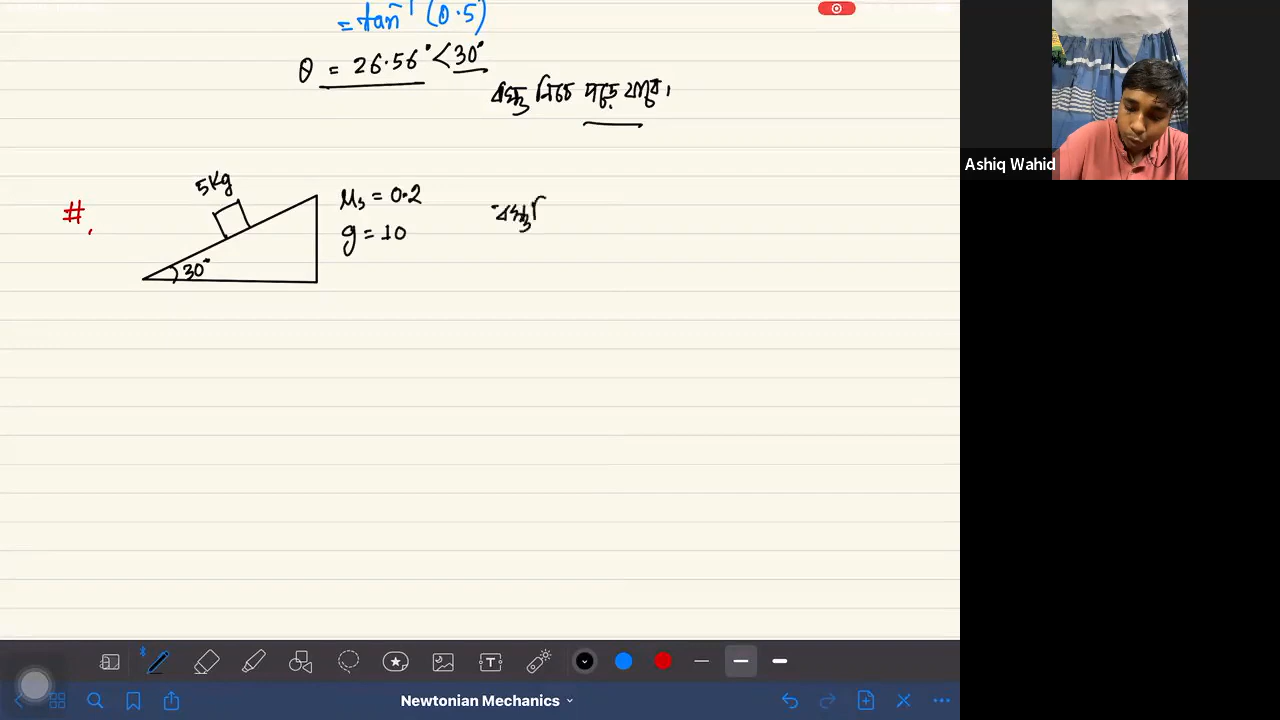 = tan⁻¹ (0.5)
θ = 26.56° < 30°
বস্তু নিচে পড়ে যাবে।
Ashiq Wahid
#.
5kg
μs = 0.2
বস্তুর
g = 10
30°
T
Newtonian Mechanics